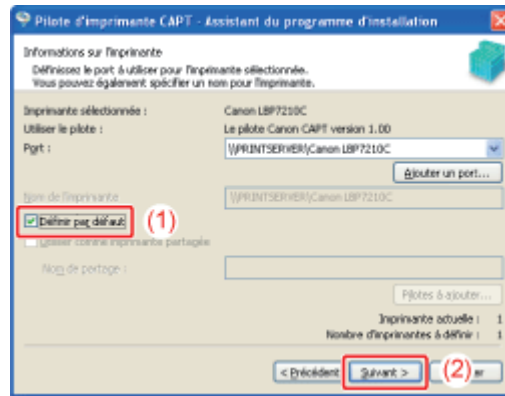 Pilote d'imprimante CAPT - Assistant du programme d'installation
Informations sur l'imprimante
Définissez le port à utiliser pour l'imprimante sélectionnée.
Vous pouvez également spécifier un nom pour l'imprimante.
Imprimante sélectionnée : Canon LBP7210C
Utiliser le pilote : Le pilote Canon CAPT version 1.00
Port : \\PRINTSERVER\Canon LBP7210C
Ajouter un port...
Nom de l'imprimante \\PRINTSERVER\Canon LBP7210C
Définir par défaut (1)
Utiliser comme imprimante partagée
Nom de partage :
Pilotes à ajouter...
Imprimante actuelle : 1
Nombre d'imprimantes à définir : 1
< Précédent Suivant > (2) er